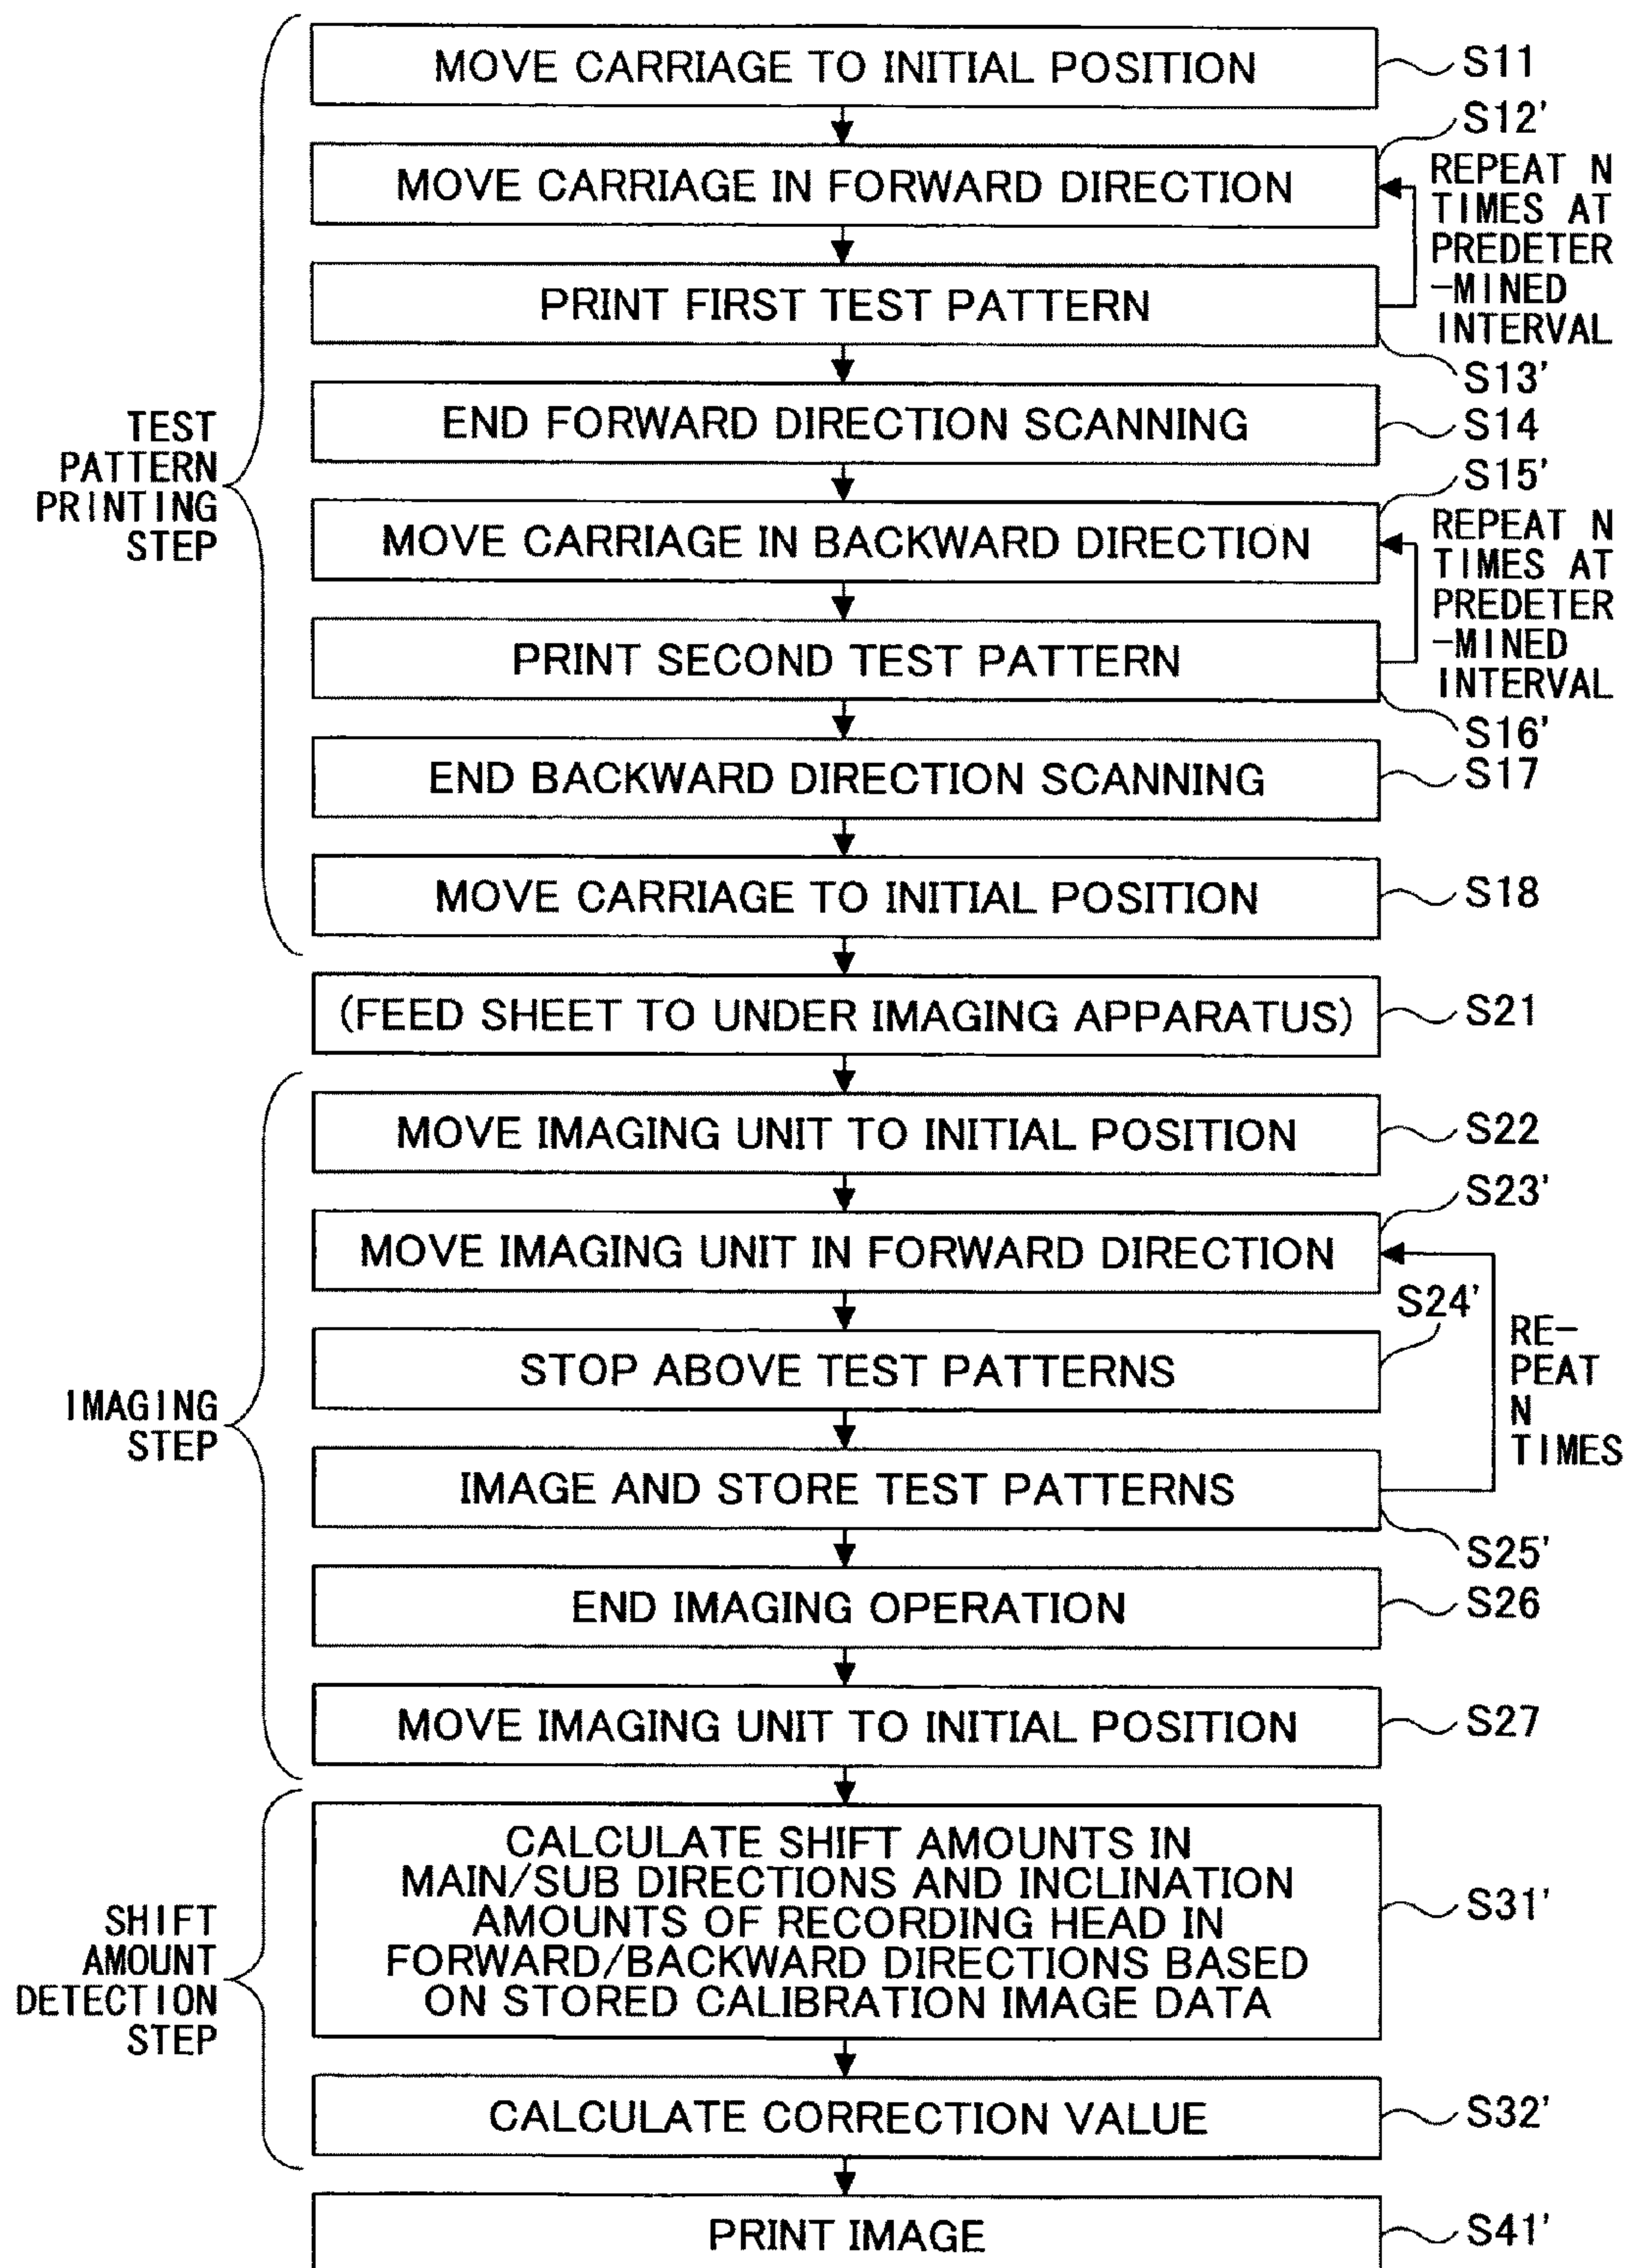 MOVE CARRIAGE TO INITIAL POSITION
S11
S12'
MOVE CARRIAGE IN FORWARD DIRECTION
REPEAT N
TIMES AT
PREDETER
-MINED
INTERVAL
PRINT FIRST TEST PATTERN
S13'
END FORWARD DIRECTION SCANNING
S14
TEST
PATTERN
PRINTING
STEP
S15'
MOVE CARRIAGE IN BACKWARD DIRECTION
REPEAT N
TIMES AT
PREDETER
-MINED
INTERVAL
PRINT SECOND TEST PATTERN
S16'
END BACKWARD DIRECTION SCANNING
S17
MOVE CARRIAGE TO INITIAL POSITION
S18
(FEED SHEET TO UNDER IMAGING APPARATUS)
S21
MOVE IMAGING UNIT TO INITIAL POSITION
S22
S23'
MOVE IMAGING UNIT IN FORWARD DIRECTION
S24'
STOP ABOVE TEST PATTERNS
RE-
PEAT
N
TIMES
IMAGING
STEP
IMAGE AND STORE TEST PATTERNS
S25'
END IMAGING OPERATION
S26
MOVE IMAGING UNIT TO INITIAL POSITION
S27
CALCULATE SHIFT AMOUNTS IN
MAIN/SUB DIRECTIONS AND INCLINATION
AMOUNTS OF RECORDING HEAD IN
FORWARD/BACKWARD DIRECTIONS BASED
ON STORED CALIBRATION IMAGE DATA
S31'
SHIFT
AMOUNT
DETECTION
STEP
CALCULATE CORRECTION VALUE
S32'
PRINT IMAGE
S41'